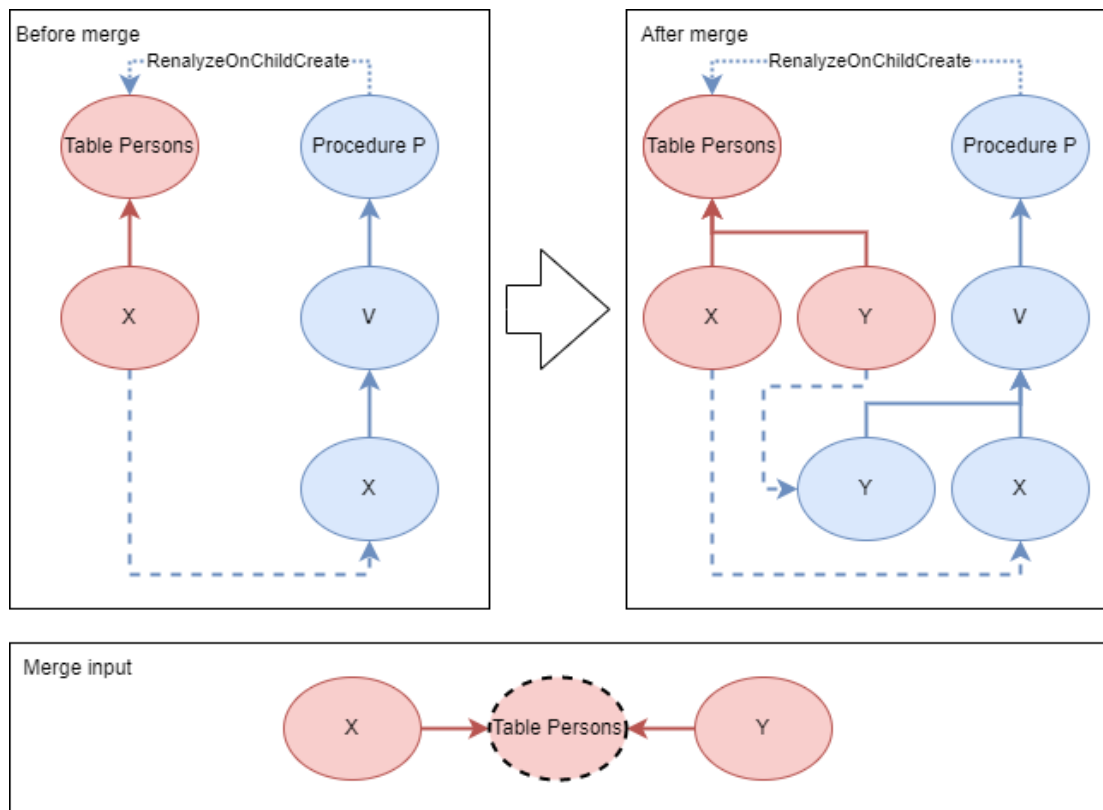 Before merge
RenalyzeOnChildCreate
Table Persons
Procedure P
X
V
X
After merge
RenalyzeOnChildCreate
Table Persons
Procedure P
X
Y
V
Y
X
Merge input
X
Table Persons
Y